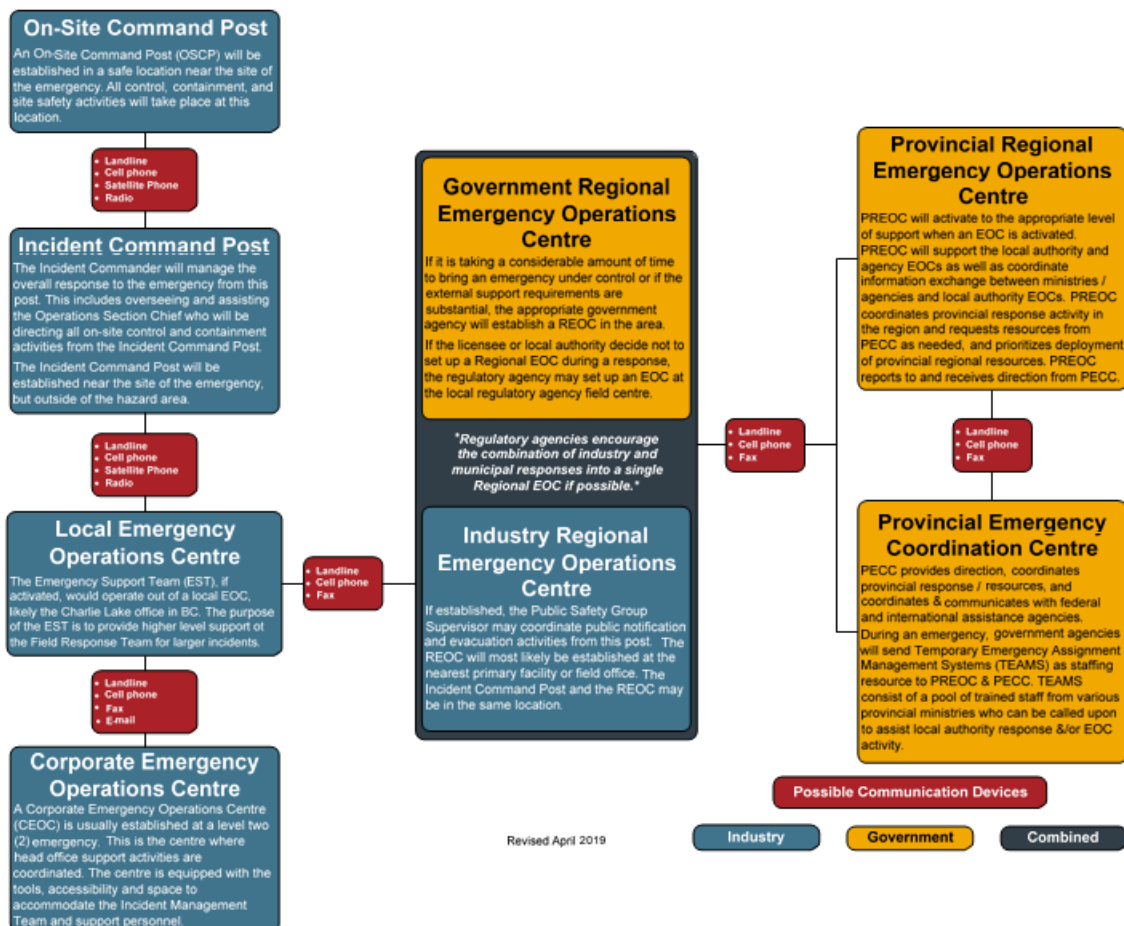 On-Site Command Post
An On-Site Command Post (OSCP) will be
established in a safe location near the site of
the emergency. All control, containment, and
site safety activities will take place at this
location.
• Landline
• Cell phone
• Satellite Phone
• Radio
Incident Command Post
The Incident Commander will manage the
overall response to the emergency from this
post. This includes overseeing and assisting
the Operations Section Chief who will be
directing all on-site control and containment
activities from the Incident Command Post.
The Incident Command Post will be
established near the site of the emergency,
but outside of the hazard area.
• Landline
• Cell phone
• Satellite Phone
• Radio
Local Emergency
Operations Centre
The Emergency Support Team (EST), if
activated, would operate out of a local EOC,
likely the Charlie Lake office in BC. The purpose
of the EST is to provide higher level support ot
the Field Response Team for larger incidents.
• Landline
• Cell phone
• Fax
• E-mail
Corporate Emergency
Operations Centre
A Corporate Emergency Operations Centre
(CEOC) is usually established at a level two
(2) emergency. This is the centre where
head office support activities are
coordinated. The centre is equipped with the
tools, accessibility and space to
accommodate the Incident Management
Team and support personnel.
• Landline
• Cell phone
• Fax
Government Regional
Emergency Operations
Centre
If it is taking a considerable amount of time
to bring an emergency under control or if the
external support requirements are
substantial, the appropriate government
agency will establish a REOC in the area.
If the licensee or local authority decide not to
set up a Regional EOC during a response,
the regulatory agency may set up an EOC at
the local regulatory agency field centre.
*Regulatory agencies encourage
the combination of industry and
municipal responses into a single
Regional EOC if possible.*
Industry Regional
Emergency Operations
Centre
If established, the Public Safety Group
Supervisor may coordinate public notification
and evacuation activities from this post. The
REOC will most likely be established at the
nearest primary facility or field office. The
Incident Command Post and the REOC may
be in the same location.
• Landline
• Cell phone
• Fax
Provincial Regional
Emergency Operations
Centre
PREOC will activate to the appropriate level
of support when an EOC is activated.
PREOC will support the local authority and
agency EOCs as well as coordinate
information exchange between ministries /
agencies and local authority EOCs. PREOC
coordinates provincial response activity in
the region and requests resources from
PECC as needed, and prioritizes deployment
of provincial regional resources. PREOC
reports to and receives direction from PECC.
• Landline
• Cell phone
• Fax
Provincial Emergency
Coordination Centre
PECC provides direction, coordinates
provincial response / resources, and
coordinates & communicates with federal
and international assistance agencies.
During an emergency, government agencies
will send Temporary Emergency Assignment
Management Systems (TEAMS) as staffing
resource to PREOC & PECC. TEAMS
consist of a pool of trained staff from various
provincial ministries who can be called upon
to assist local authority response &/or EOC
activity.
Possible Communication Devices
Revised April 2019
Industry
Government
Combined